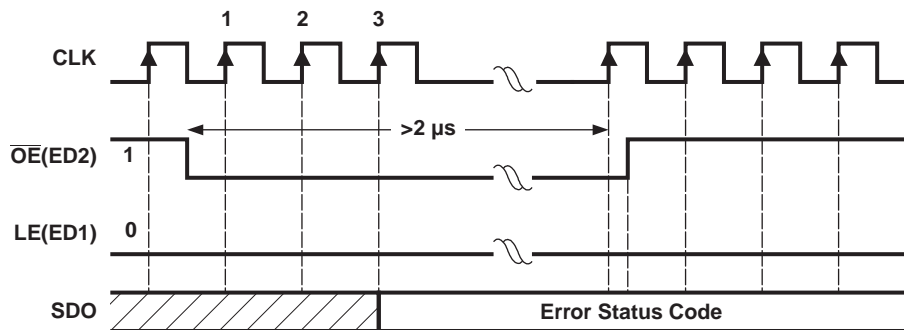 1 2 3
CLK
>2 µs
OE(ED2) 1
LE(ED1) 0
SDO Error Status Code